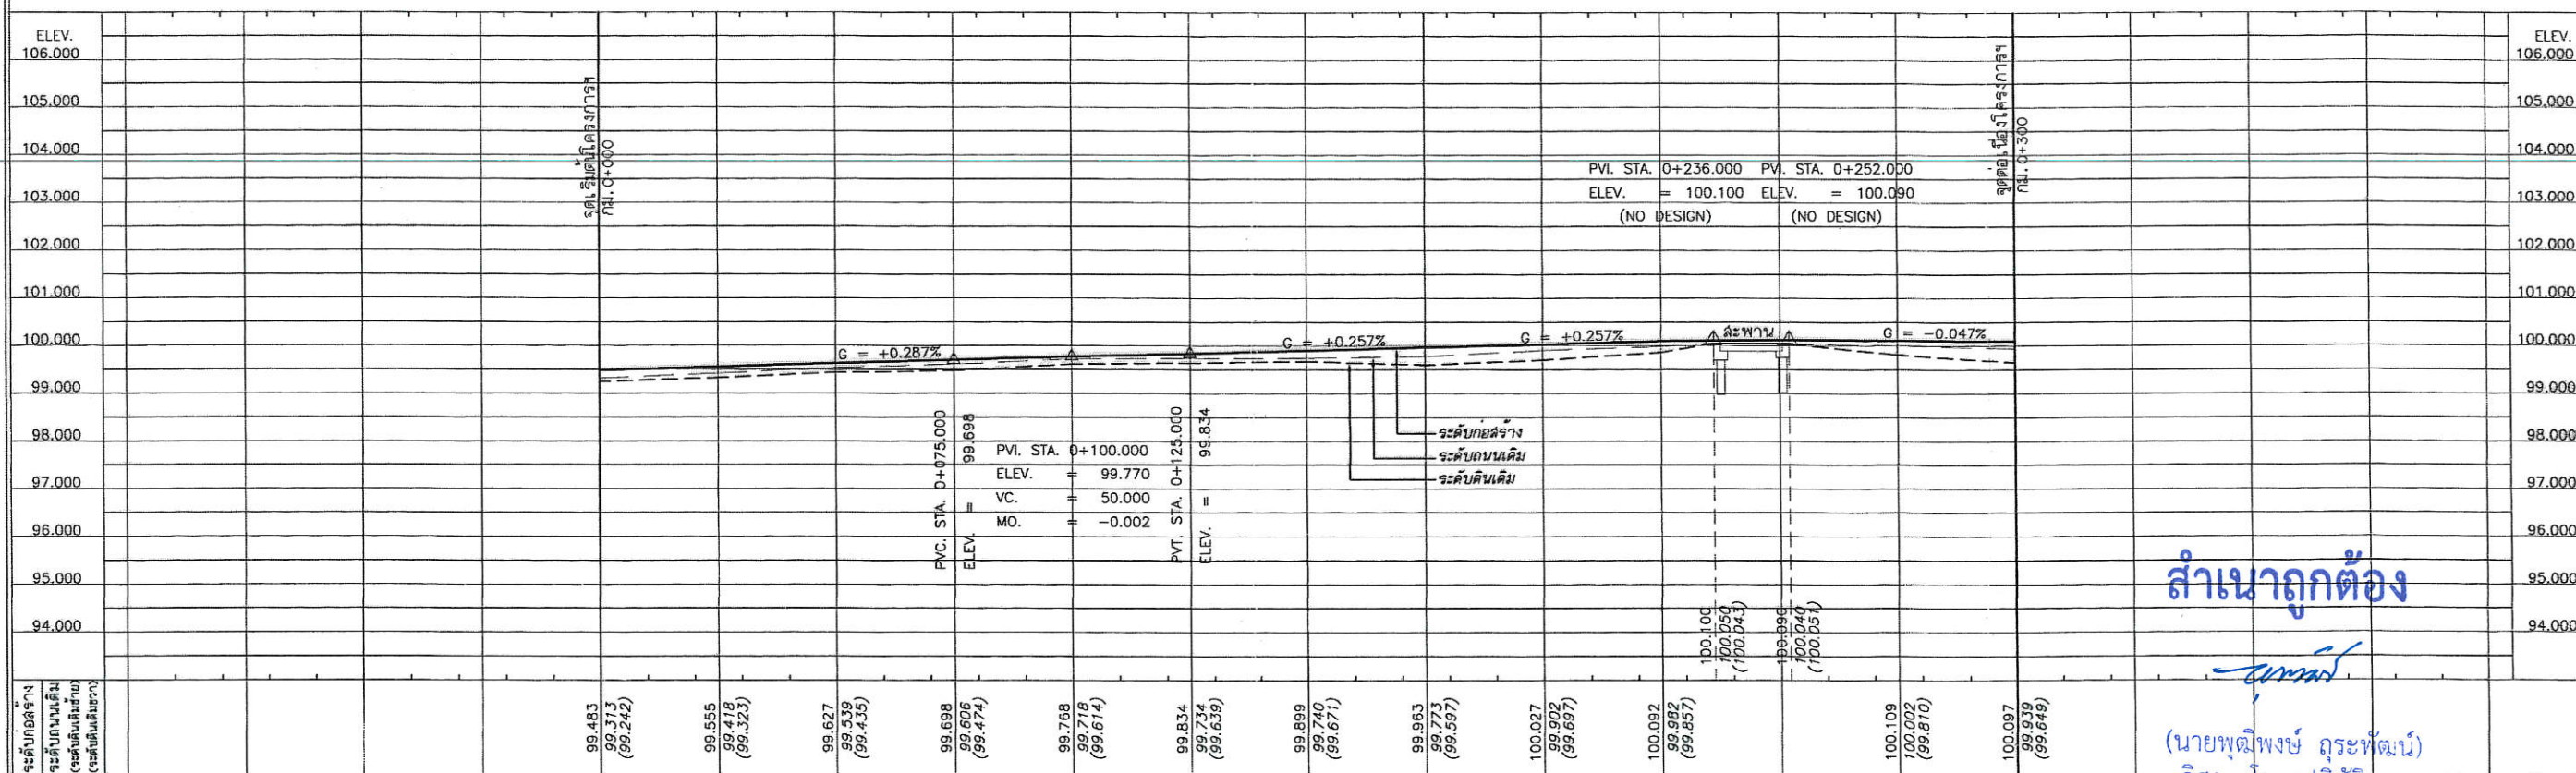 ELEV.
106.000
105.000
104.000
103.000
102.000
101.000
100.000
99.000
98.000
97.000
96.000
95.000
94.000
จุดเริ่มต้นโครงการฯ
กม. 0+000
G = +0.287%
PVC. STA. 0+075.000
ELEV. = 99.698
PVI. STA. 0+100.000
ELEV. = 99.770
VC. = 50.000
MO. = -0.002
PVT. STA. 0+125.000
ELEV. = 99.834
G = +0.257%
G = +0.257%
ระดับก่อสร้าง
ระดับถนนเดิม
ระดับดินเดิม
PVI. STA. 0+236.000
ELEV. = 100.100
(NO DESIGN)
PVI. STA. 0+252.000
ELEV. = 100.090
(NO DESIGN)
สะพาน
G = -0.047%
จุดต่อเนื่องโครงการฯ
กม. 0+300
ELEV.
106.000
105.000
104.000
103.000
102.000
101.000
100.000
99.000
98.000
97.000
96.000
95.000
94.000
100.100
100.050
(100.043)
100.090
100.040
(100.051)
สำเนาถูกต้อง
(นายพุฒิพงษ์ ถุระพัฒน์)
ระดับก่อสร้าง
ระดับถนนเดิม
(ระดับดินเดิมซ้าย)
(ระดับดินเดิมขวา)
99.483
99.313
(99.242)
99.555
99.418
(99.323)
99.627
99.539
(99.435)
99.698
99.606
(99.474)
99.768
99.718
(99.614)
99.834
99.734
(99.639)
99.899
99.740
(99.671)
99.963
99.773
(99.597)
100.027
99.902
(99.697)
100.092
99.982
(99.857)
100.109
100.002
(99.810)
100.097
99.939
(99.649)